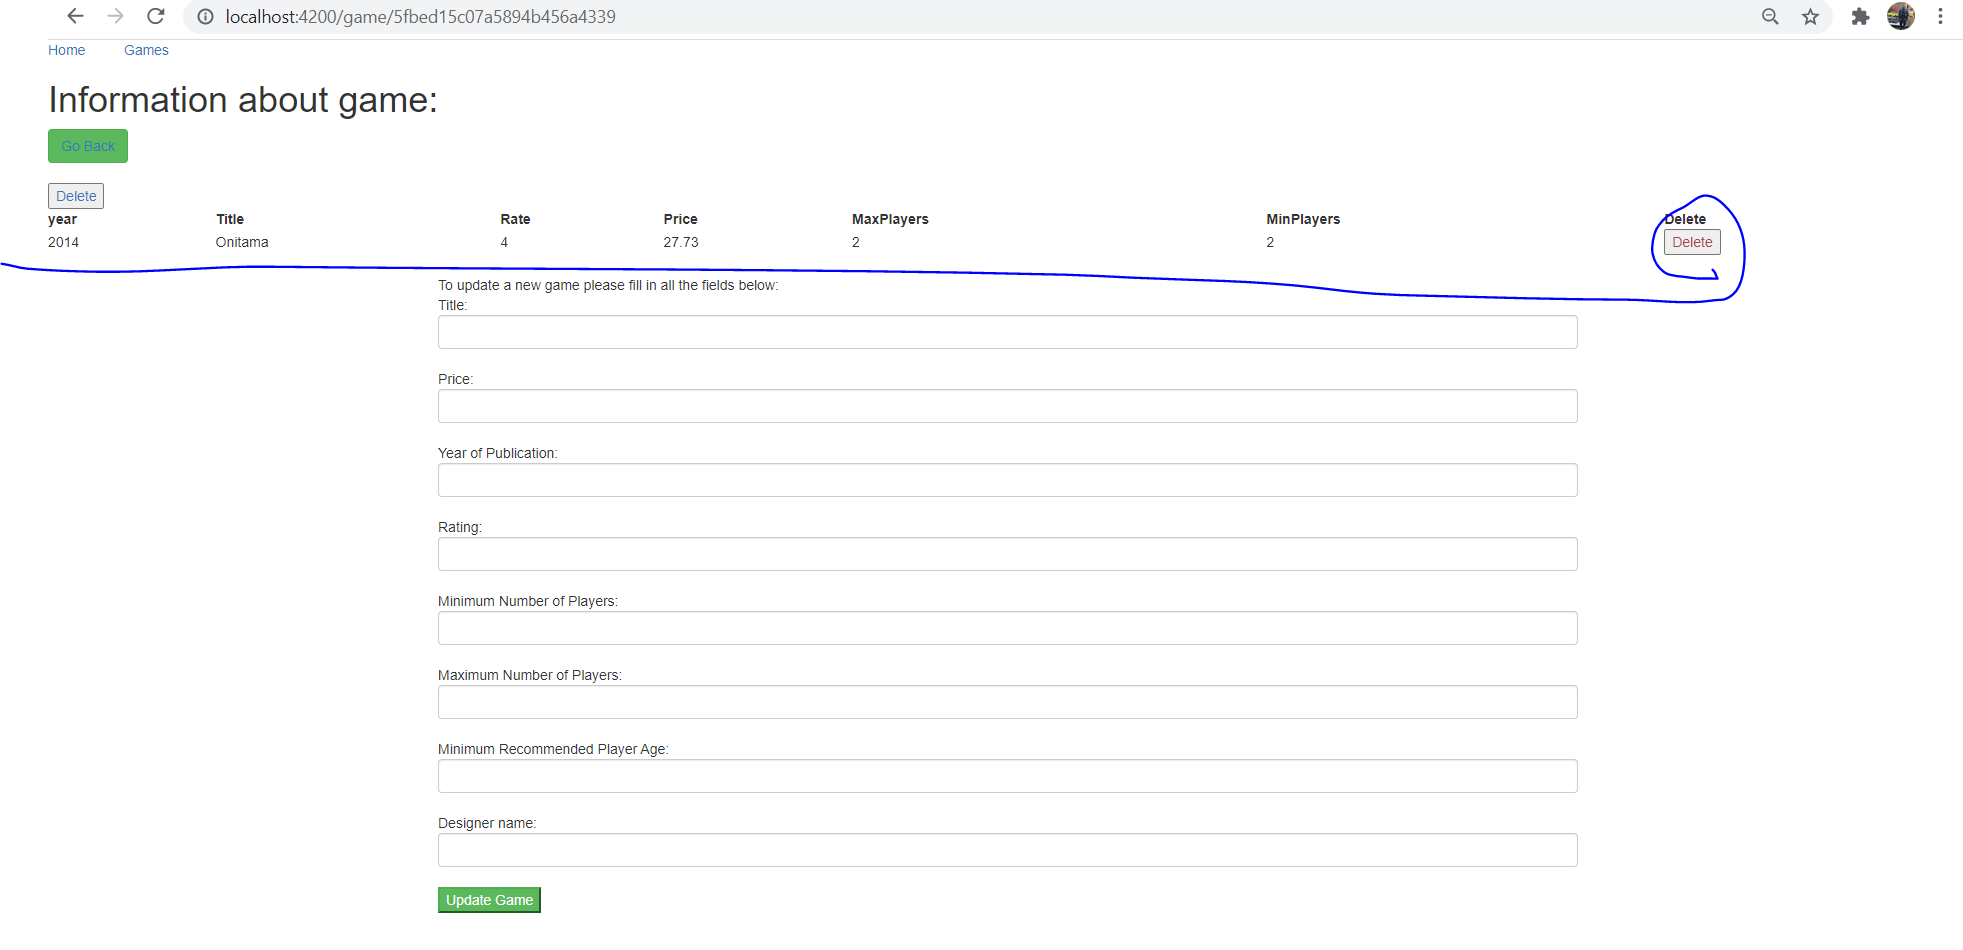 localhost:4200/game/5fbed15c07a5894b456a4339
Home Games
Information about game:
Go Back
Delete
year Title Rate Price MaxPlayers MinPlayers Delete
2014 Onitama 4 27.73 2 2 Delete
To update a new game please fill in all the fields below:
Title:
Price:
Year of Publication:
Rating:
Minimum Number of Players:
Maximum Number of Players:
Minimum Recommended Player Age:
Designer name:
Update Game